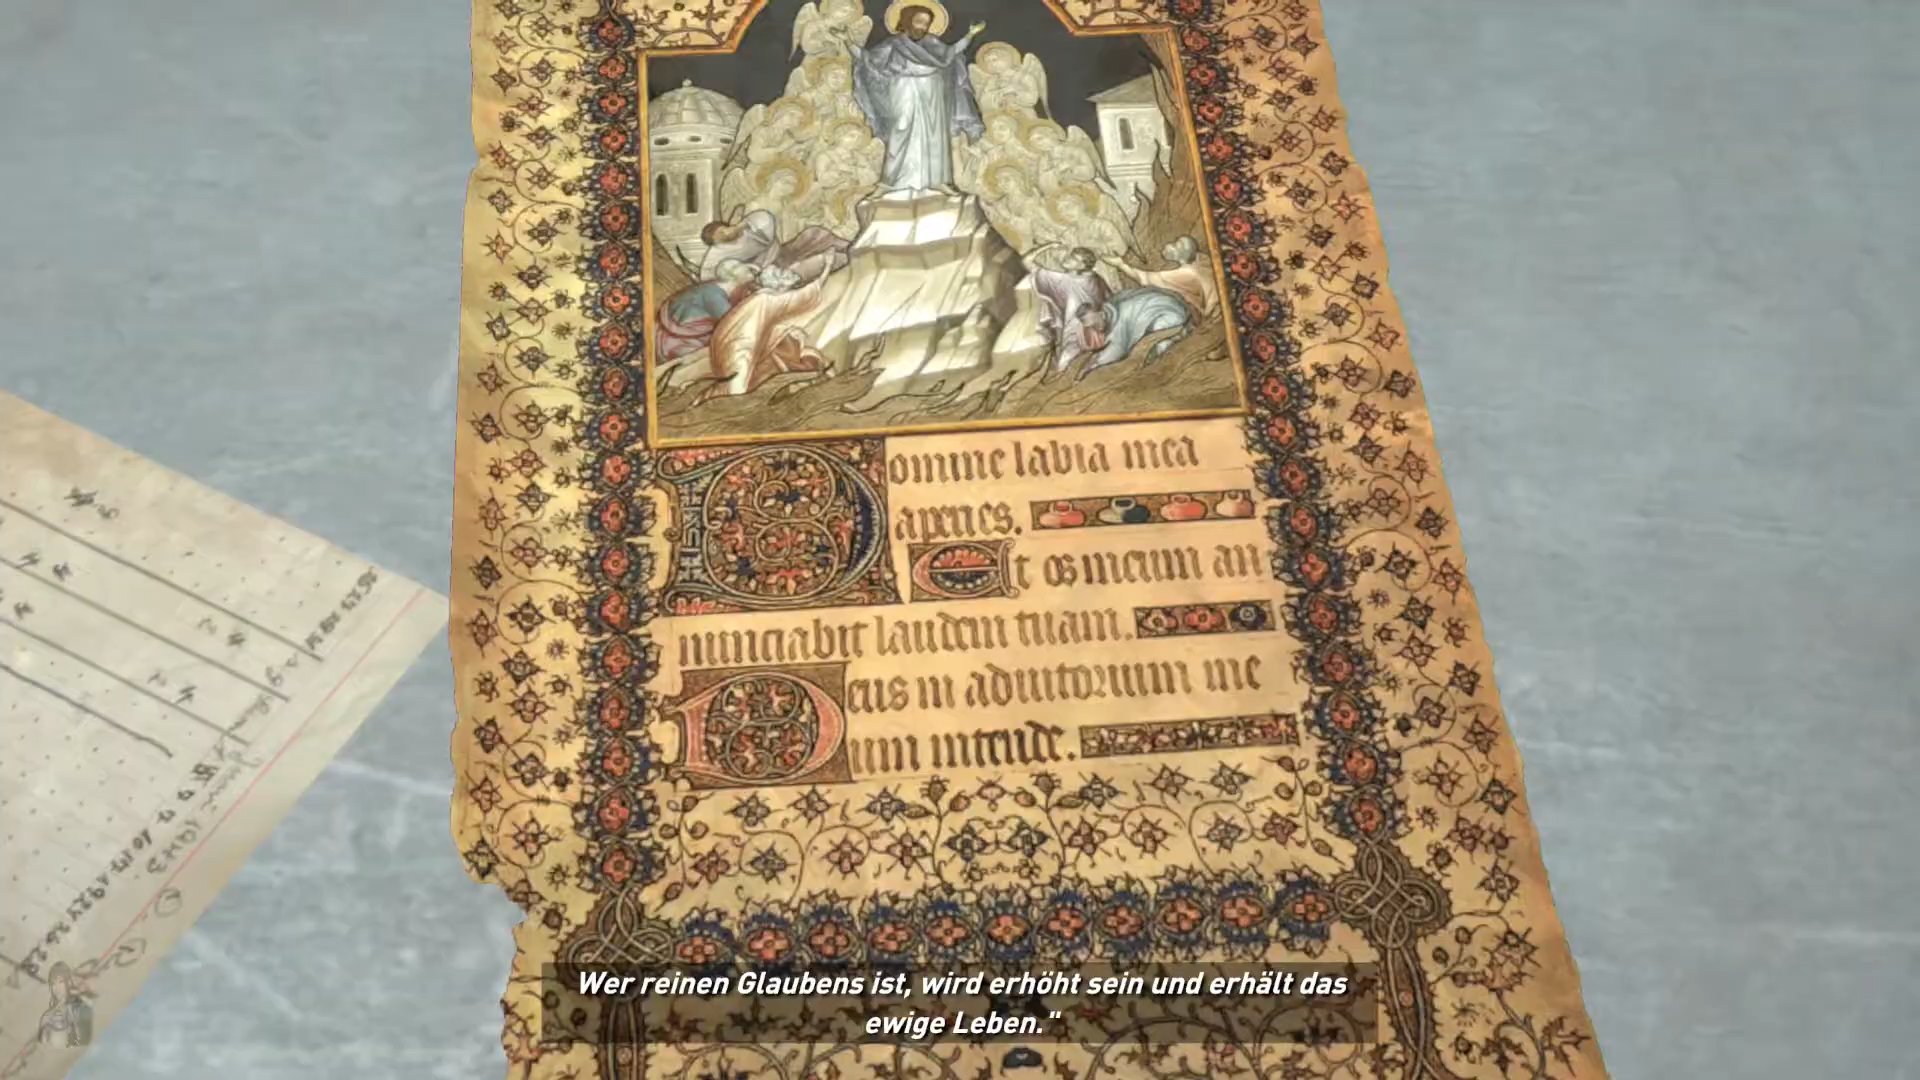 Domine labia mea
aperies.
Et os meum an
nunciabit laudem tuam.
Deus in adiutorium me
um intende.
Wer reinen Glaubens ist, wird erhöht sein und erhält das
ewige Leben."